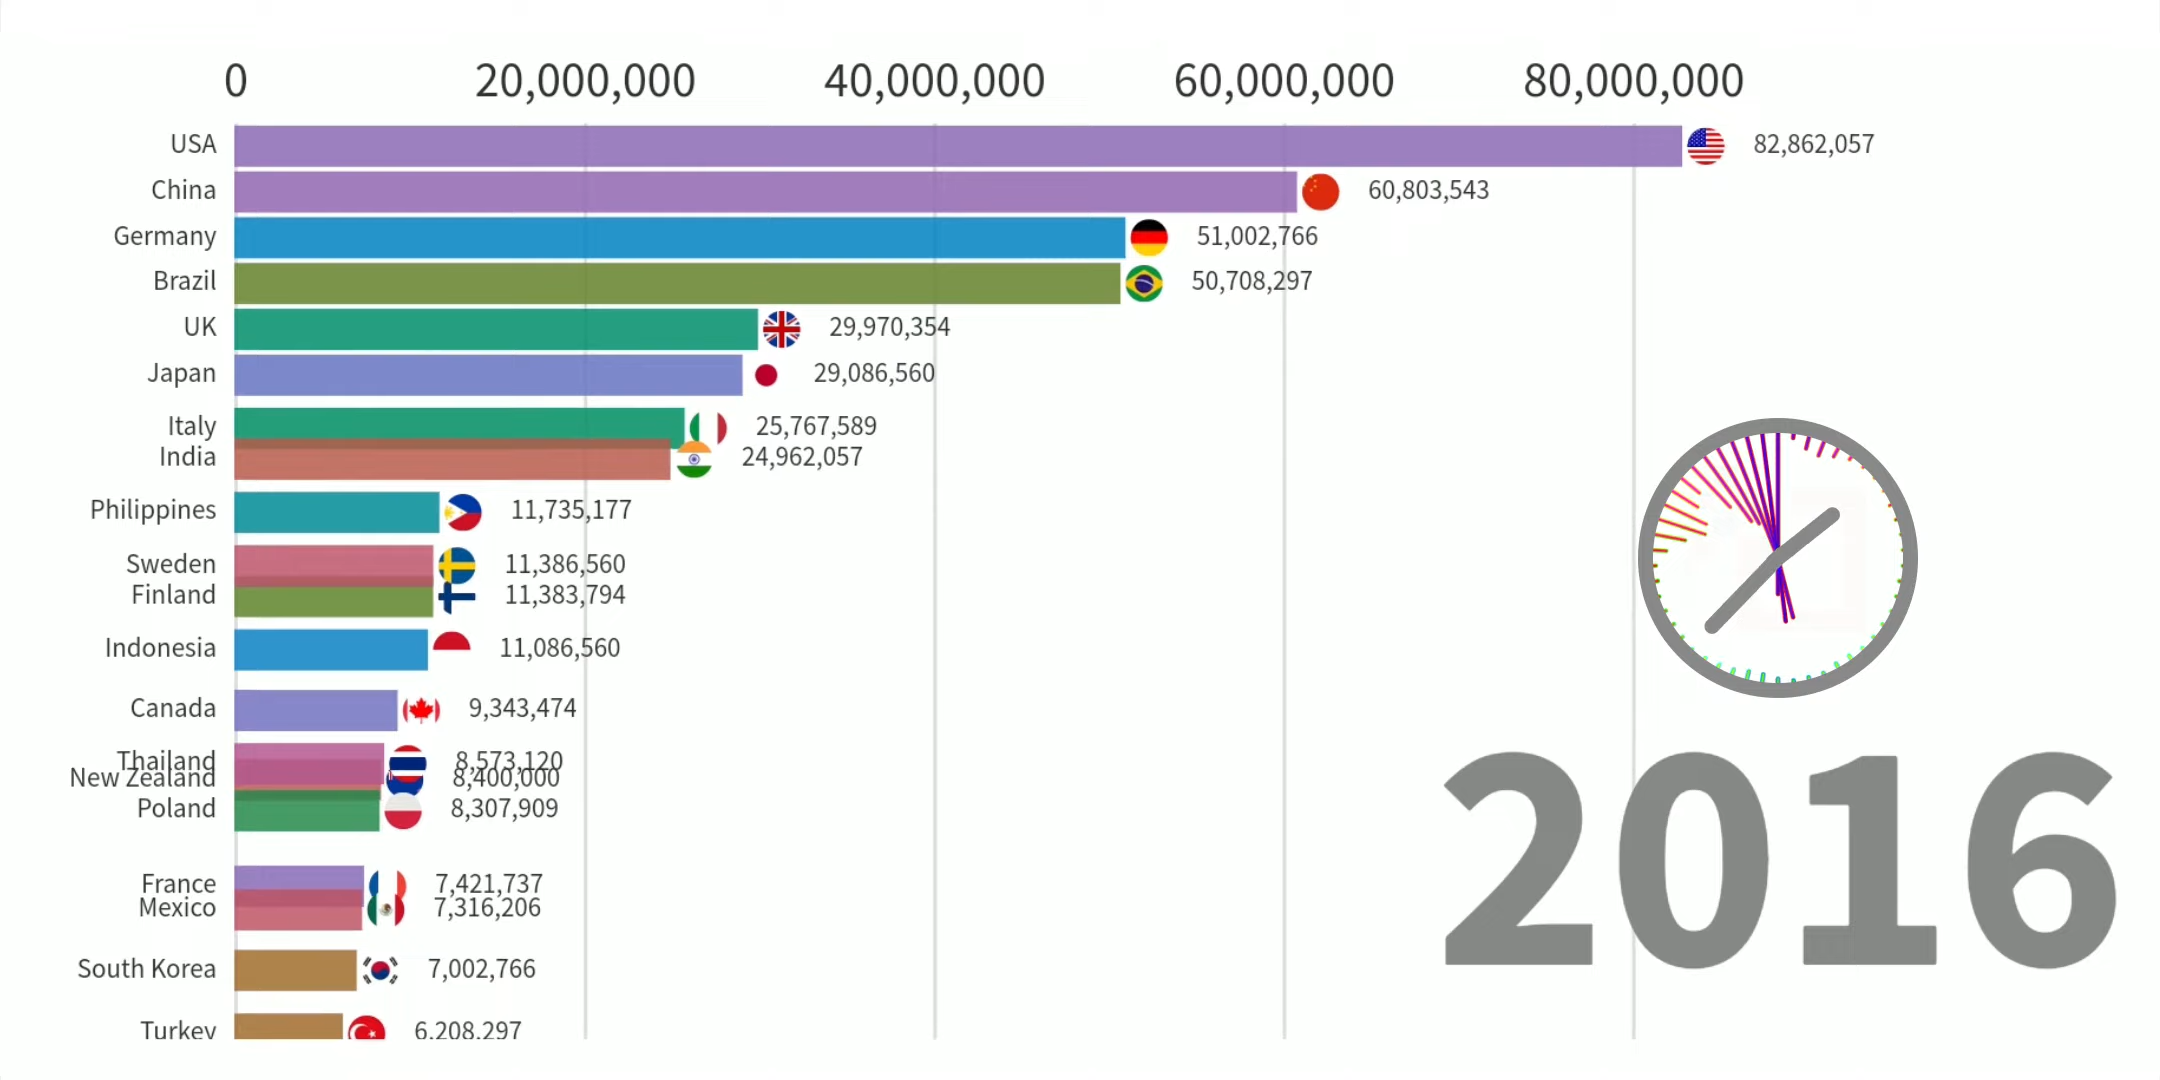 0 20,000,000 40,000,000 60,000,000 80,000,000
USA 82,862,057
China 60,803,543
Germany 51,002,766
Brazil 50,708,297
UK 29,970,354
Japan 29,086,560
Italy 25,767,589
India 24,962,057
Philippines 11,735,177
Sweden 11,386,560
Finland 11,383,794
Indonesia 11,086,560
Canada 9,343,474
Thailand 8,573,120
New Zealand 8,400,000
Poland 8,307,909
France 7,421,737
Mexico 7,316,206
South Korea 7,002,766
Turkey 6,208,297
2016